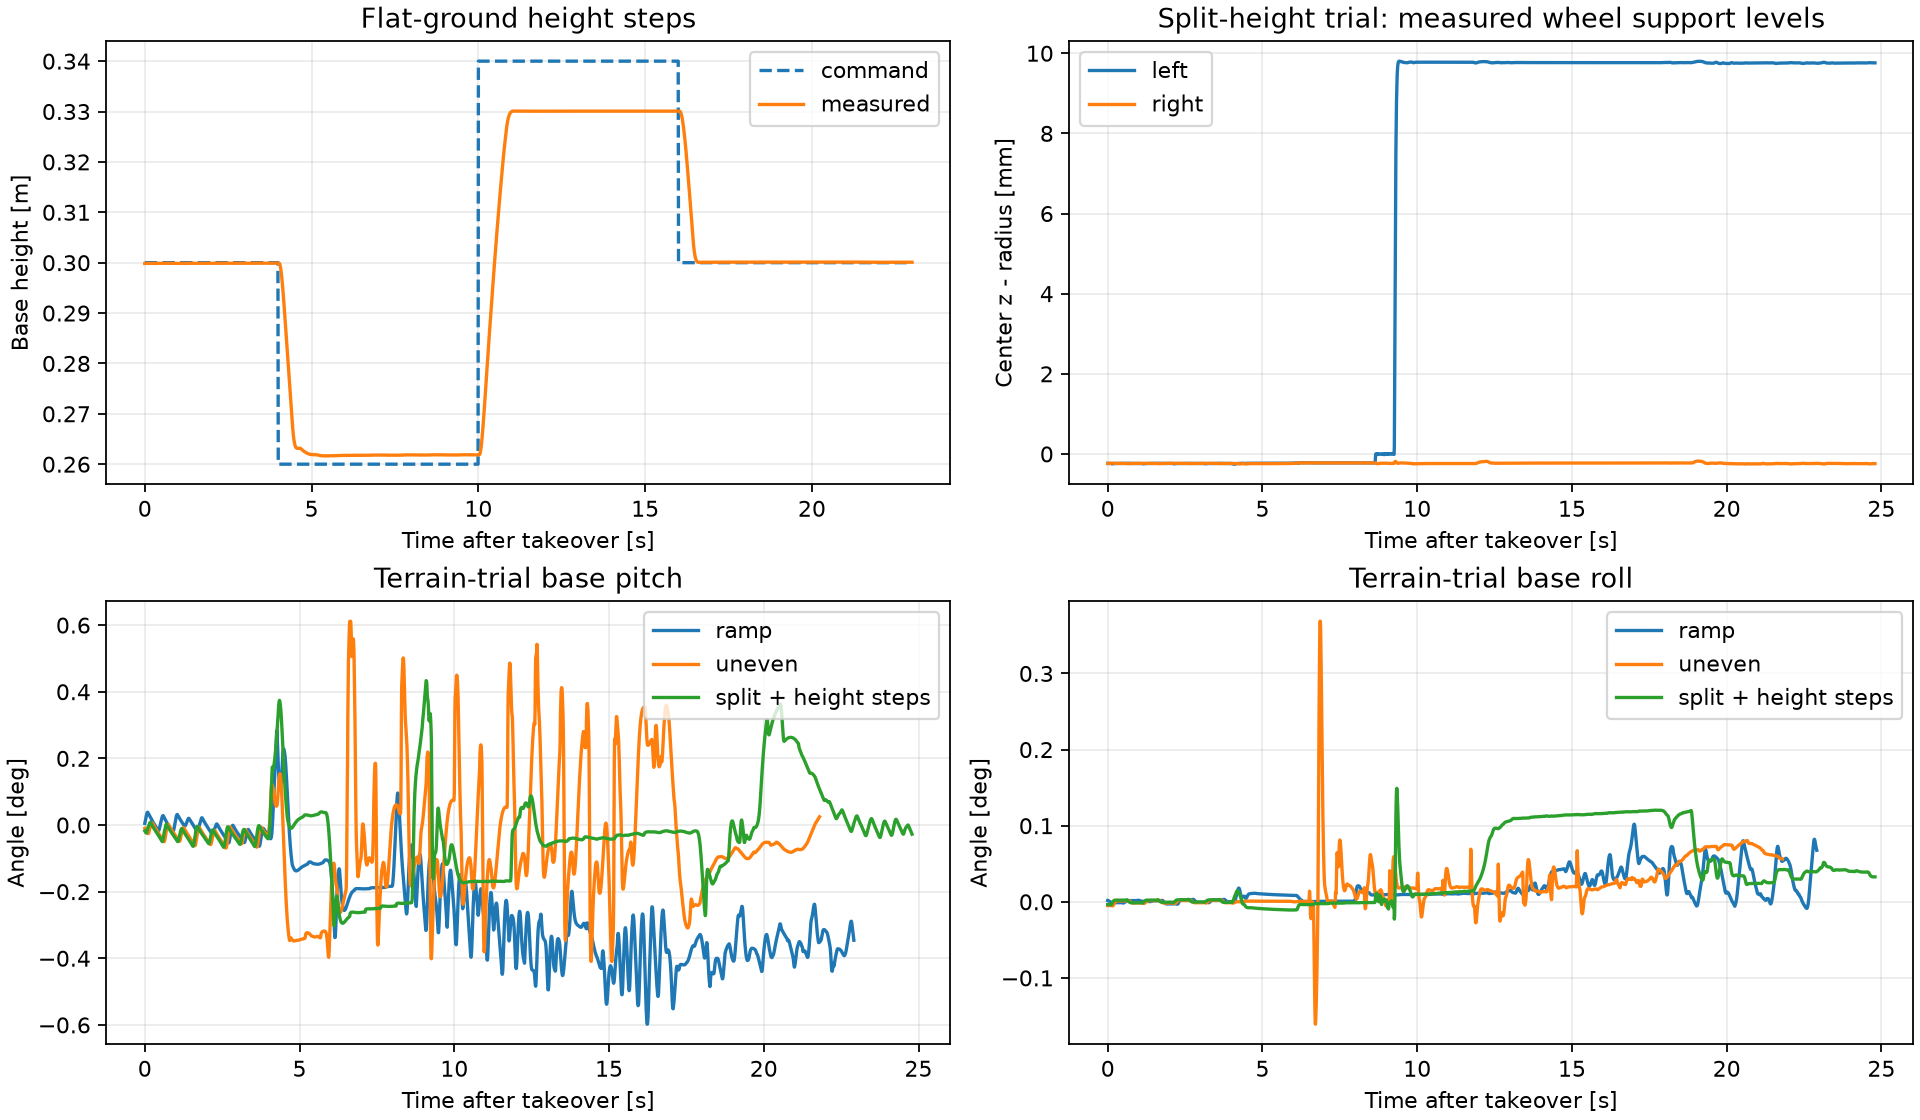 Flat-ground height steps
0.34
0.33
0.32
0.31
0.30
0.29
0.28
0.27
0.26
Base height [m]
command
measured
0
5
10
15
20
Time after takeover [s]
Split-height trial: measured wheel support levels
10
8
6
4
2
0
Center z - radius [mm]
left
right
0
5
10
15
20
25
Time after takeover [s]
Terrain-trial base pitch
0.6
0.4
0.2
0.0
−0.2
−0.4
−0.6
Angle [deg]
ramp
uneven
split + height steps
0
5
10
15
20
25
Time after takeover [s]
Terrain-trial base roll
0.3
0.2
0.1
0.0
−0.1
Angle [deg]
ramp
uneven
split + height steps
0
5
10
15
20
25
Time after takeover [s]